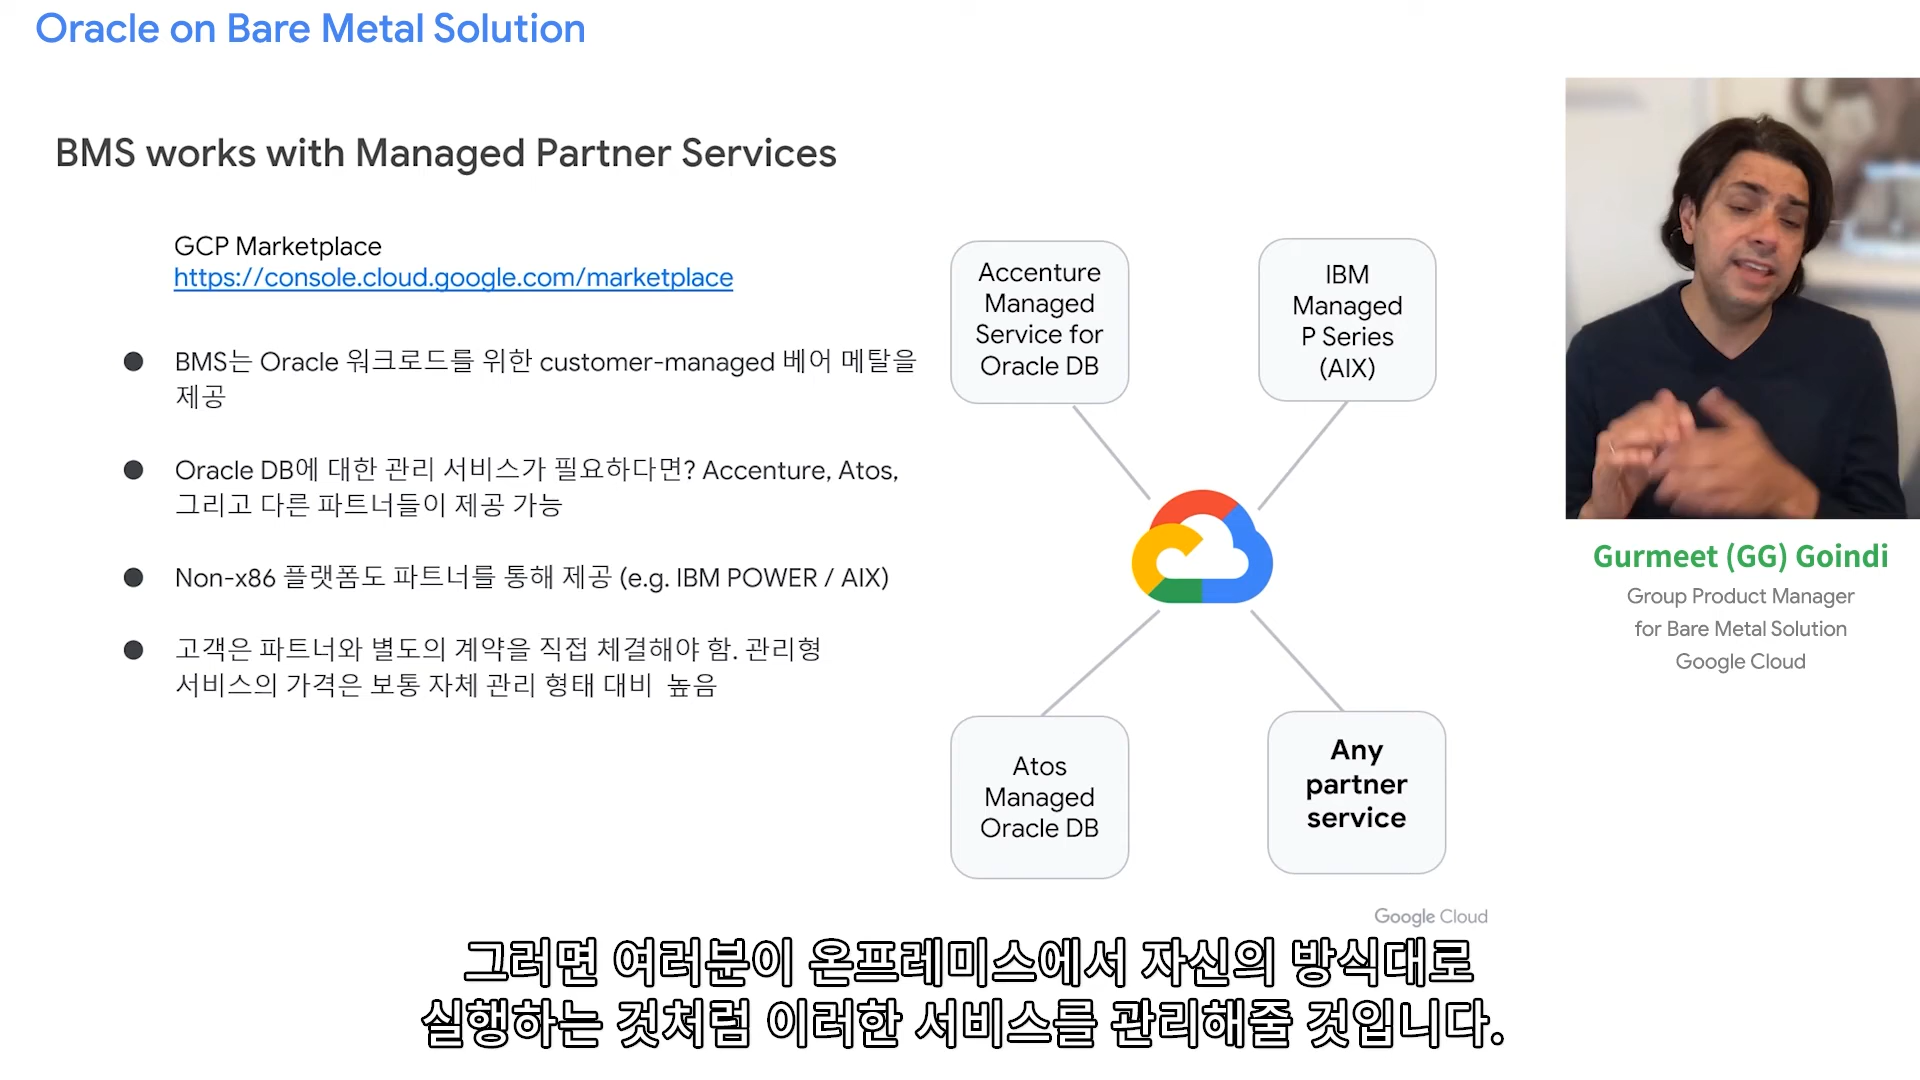 Oracle on Bare Metal Solution
BMS works with Managed Partner Services
GCP Marketplace
https://console.cloud.google.com/marketplace
● BMS는 Oracle 워크로드를 위한 customer-managed 베어 메탈을
제공
● Oracle DB에 대한 관리 서비스가 필요하다면? Accenture, Atos,
그리고 다른 파트너들이 제공 가능
● Non-x86 플랫폼도 파트너를 통해 제공 (e.g. IBM POWER / AIX)
● 고객은 파트너와 별도의 계약을 직접 체결해야 함. 관리형
서비스의 가격은 보통 자체 관리 형태 대비 높음
Accenture
Managed
Service for
Oracle DB
IBM
Managed
P Series
(AIX)
Atos
Managed
Oracle DB
Any
partner
service
Gurmeet (GG) Goindi
Group Product Manager
for Bare Metal Solution
Google Cloud
Google Cloud
그러면 여러분이 온프레미스에서 자신의 방식대로
실행하는 것처럼 이러한 서비스를 관리해줄 것입니다.